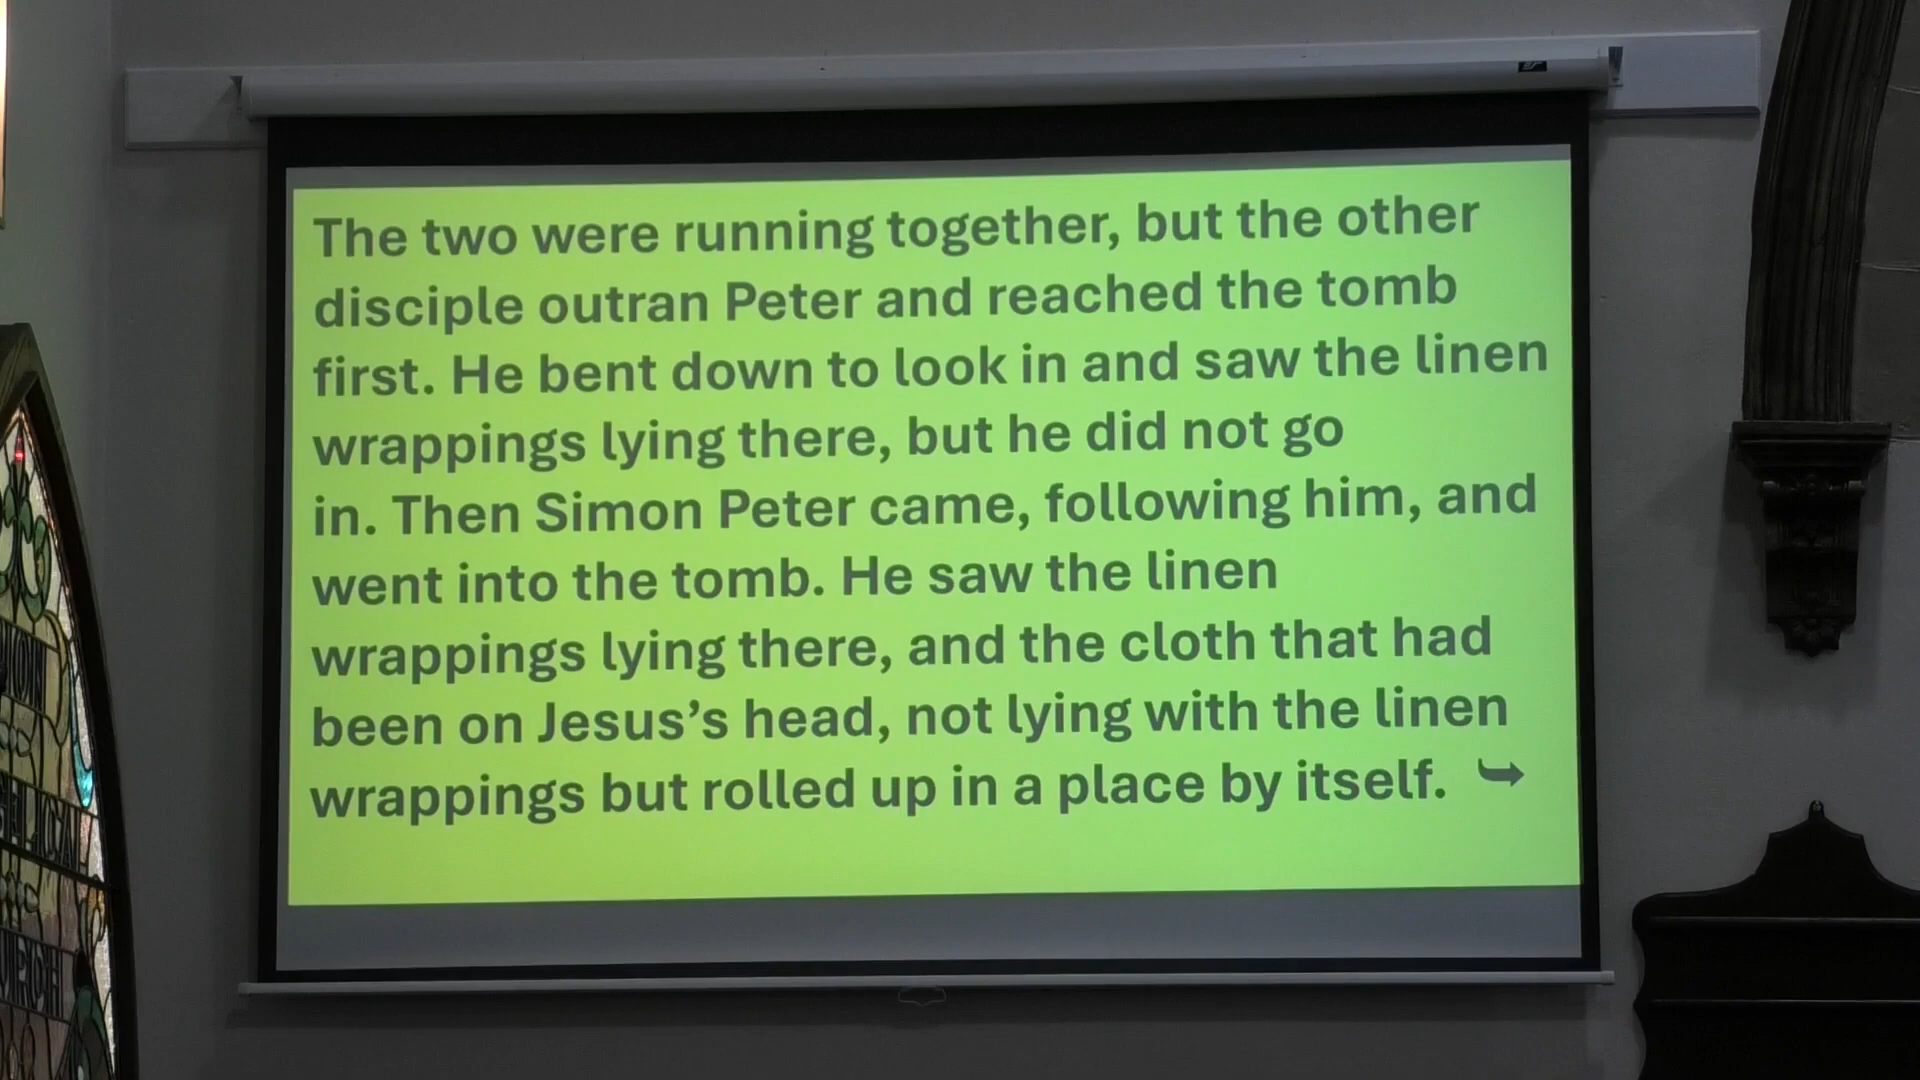 The two were running together, but the other
disciple outran Peter and reached the tomb
first. He bent down to look in and saw the linen
wrappings lying there, but he did not go
in. Then Simon Peter came, following him, and
went into the tomb. He saw the linen
wrappings lying there, and the cloth that had
been on Jesus’s head, not lying with the linen
wrappings but rolled up in a place by itself. ⮩